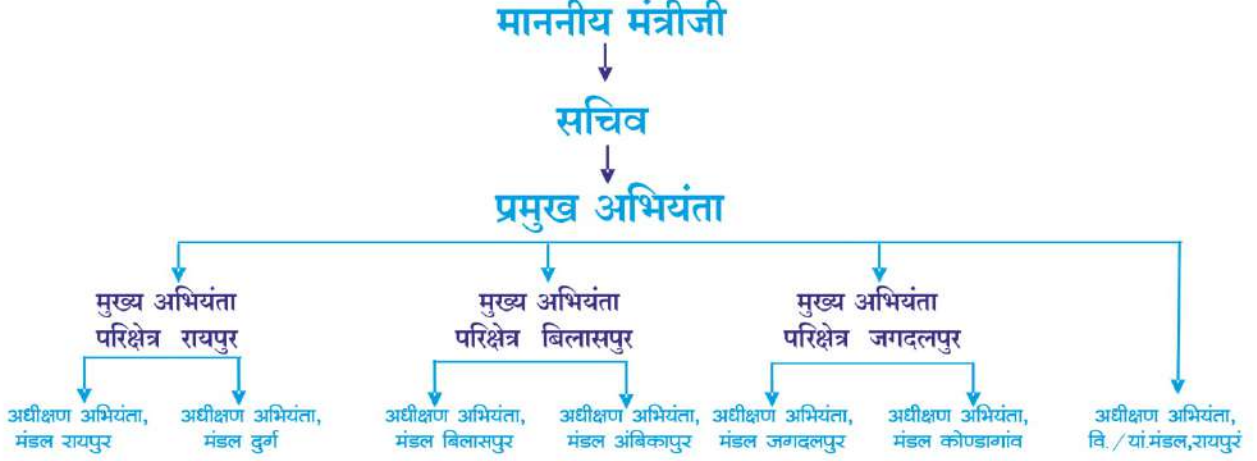 माननीय मंत्रीजी
सचिव
प्रमुख अभियंता
मुख्य अभियंता
परिक्षेत्र रायपुर
मुख्य अभियंता
परिक्षेत्र बिलासपुर
मुख्य अभियंता
परिक्षेत्र जगदलपुर
अधीक्षण अभियंता,
मंडल रायपुर
अधीक्षण अभियंता,
मंडल दुर्ग
अधीक्षण अभियंता,
मंडल बिलासपुर
अधीक्षण अभियंता,
मंडल अंबिकापुर
अधीक्षण अभियंता,
मंडल जगदलपुर
अधीक्षण अभियंता,
मंडल कोण्डागांव
अधीक्षण अभियंता,
वि./यां.मंडल,रायपुरं